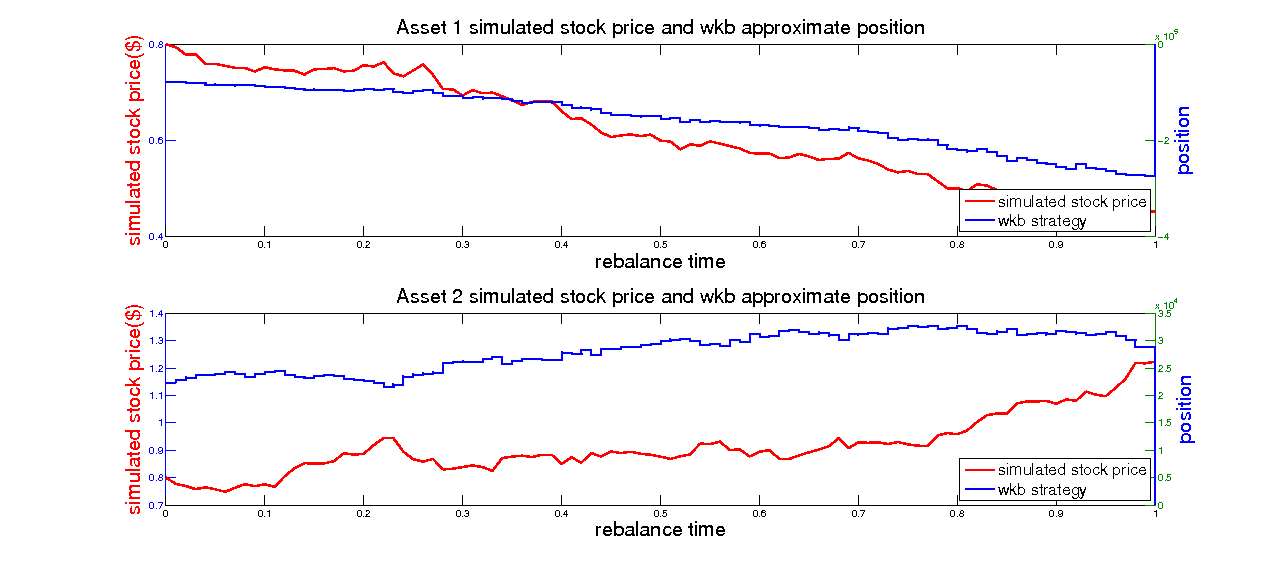 Asset 1 simulated stock price and wkb approximate position
x 10^5
simulated stock price($)
0.8
0.6
0.4
0
-2
-4
position
simulated stock price
wkb strategy
0 0.1 0.2 0.3 0.4 0.5 0.6 0.7 0.8 0.9 1
rebalance time
Asset 2 simulated stock price and wkb approximate position
x 10^4
simulated stock price($)
1.4
1.3
1.2
1.1
1
0.9
0.8
0.7
3.5
3
2.5
2
1.5
1
0.5
0
position
simulated stock price
wkb strategy
0 0.1 0.2 0.3 0.4 0.5 0.6 0.7 0.8 0.9 1
rebalance time